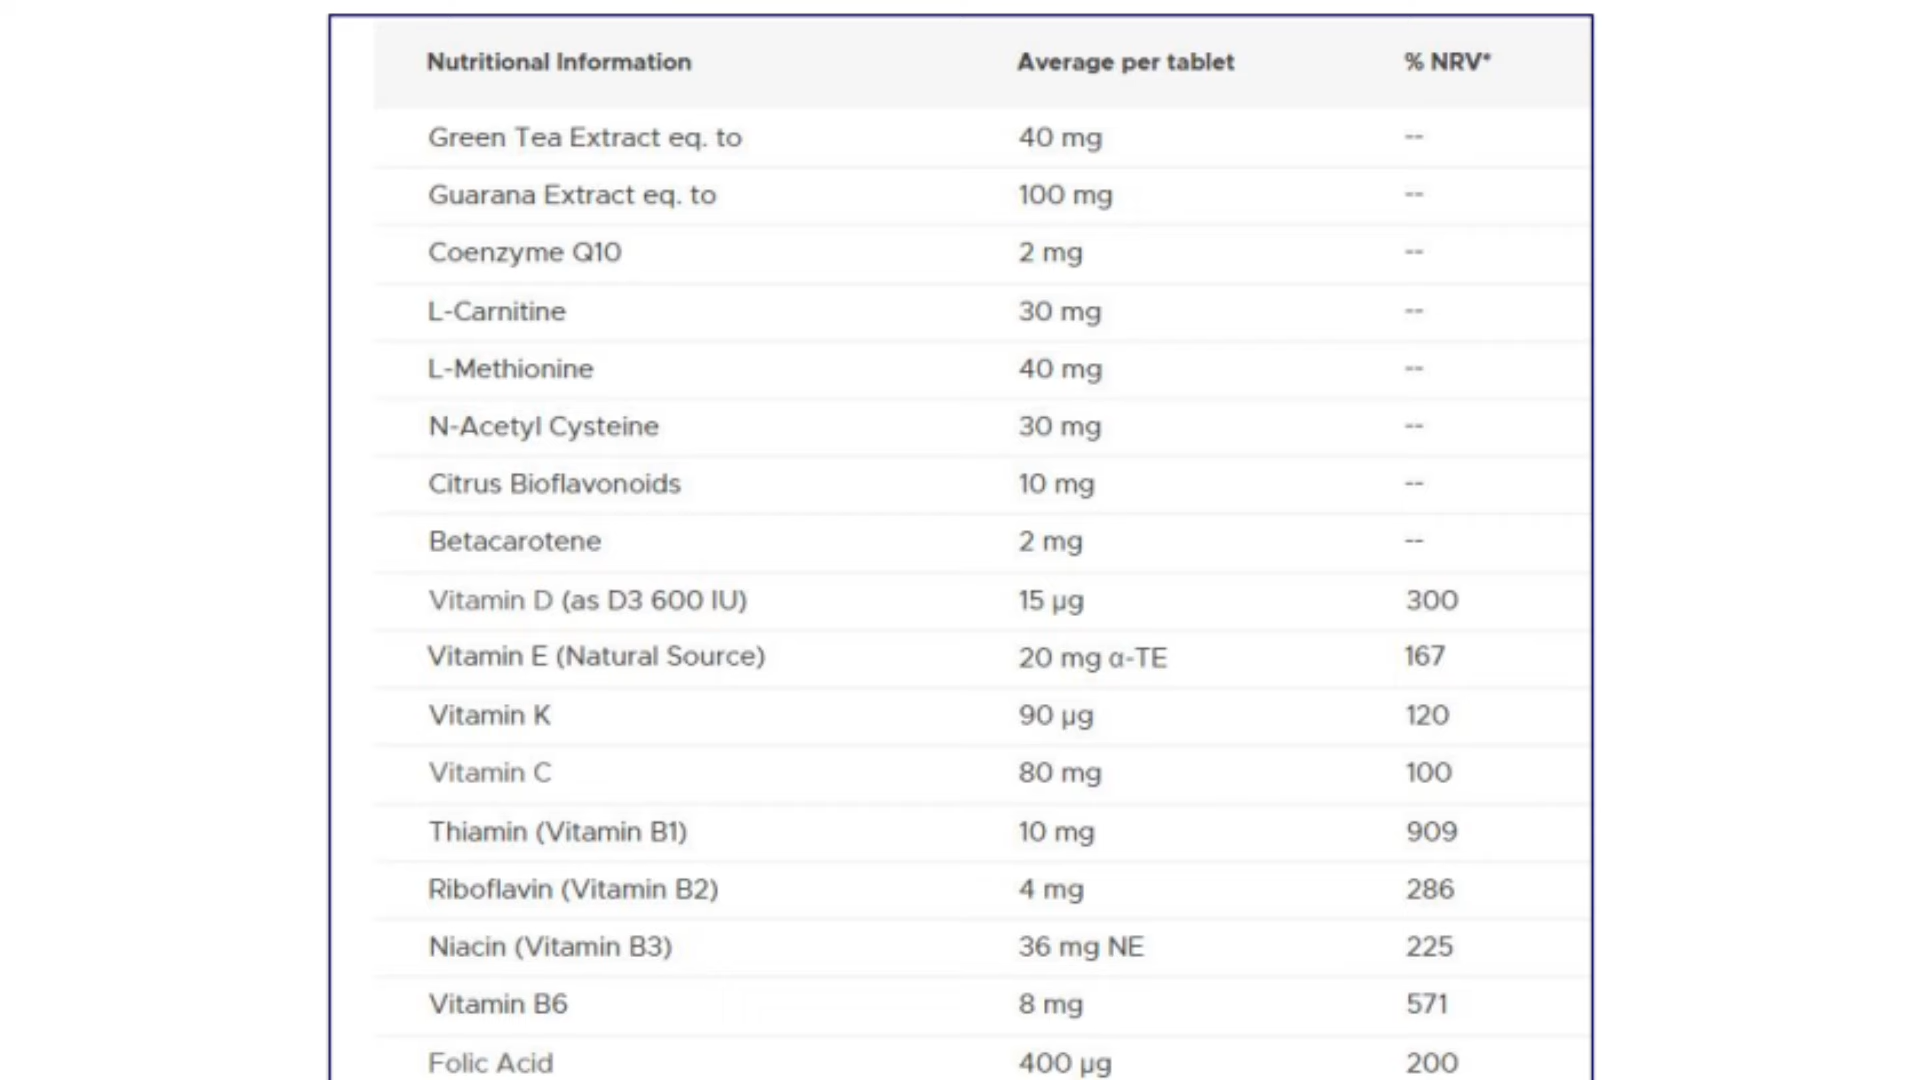 Nutritional Information Average per tablet % NRV*
Green Tea Extract eq. to 40 mg --
Guarana Extract eq. to 100 mg --
Coenzyme Q10 2 mg --
L-Carnitine 30 mg --
L-Methionine 40 mg --
N-Acetyl Cysteine 30 mg --
Citrus Bioflavonoids 10 mg --
Betacarotene 2 mg --
Vitamin D (as D3 600 IU) 15 µg 300
Vitamin E (Natural Source) 20 mg α-TE 167
Vitamin K 90 µg 120
Vitamin C 80 mg 100
Thiamin (Vitamin B1) 10 mg 909
Riboflavin (Vitamin B2) 4 mg 286
Niacin (Vitamin B3) 36 mg NE 225
Vitamin B6 8 mg 571
Folic Acid 400 µg 200